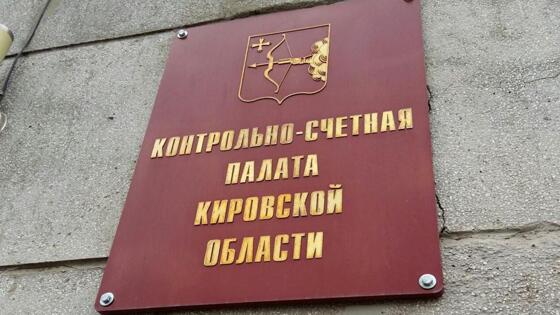 КОНТРОЛЬНО-СЧЕТНАЯ
ПАЛАТА
КИРОВСКОЙ
ОБЛАСТИ